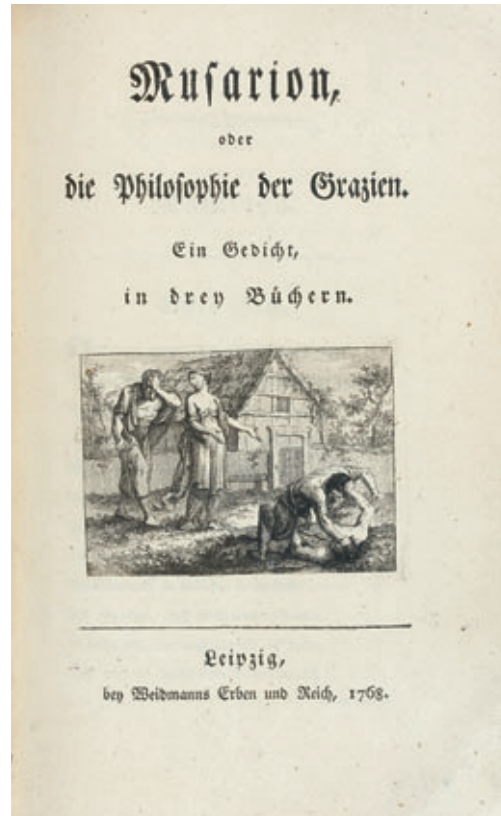 Muſarion,
oder
die Philoſophie der Grazien.
Ein Gedicht,
in drey Büchern.
Leipzig,
bey Weidmanns Erben und Reich, 1768.